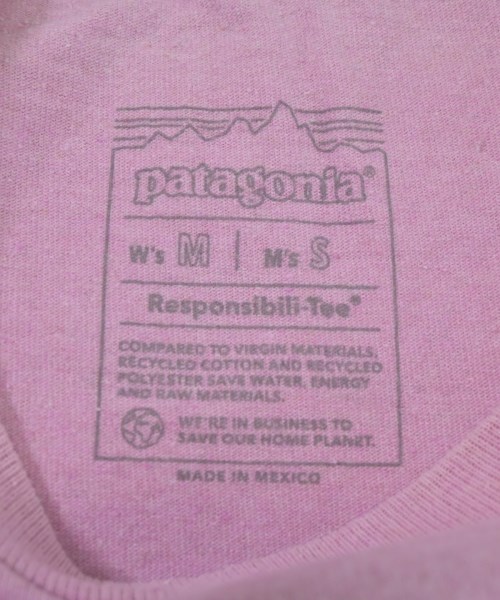 patagonia®
W's M | M's S
Responsibili-Tee®
COMPARED TO VIRGIN MATERIALS,
RECYCLED COTTON AND RECYCLED
POLYESTER SAVE WATER, ENERGY
AND RAW MATERIALS.
WE'RE IN BUSINESS TO
SAVE OUR HOME PLANET.
MADE IN MEXICO